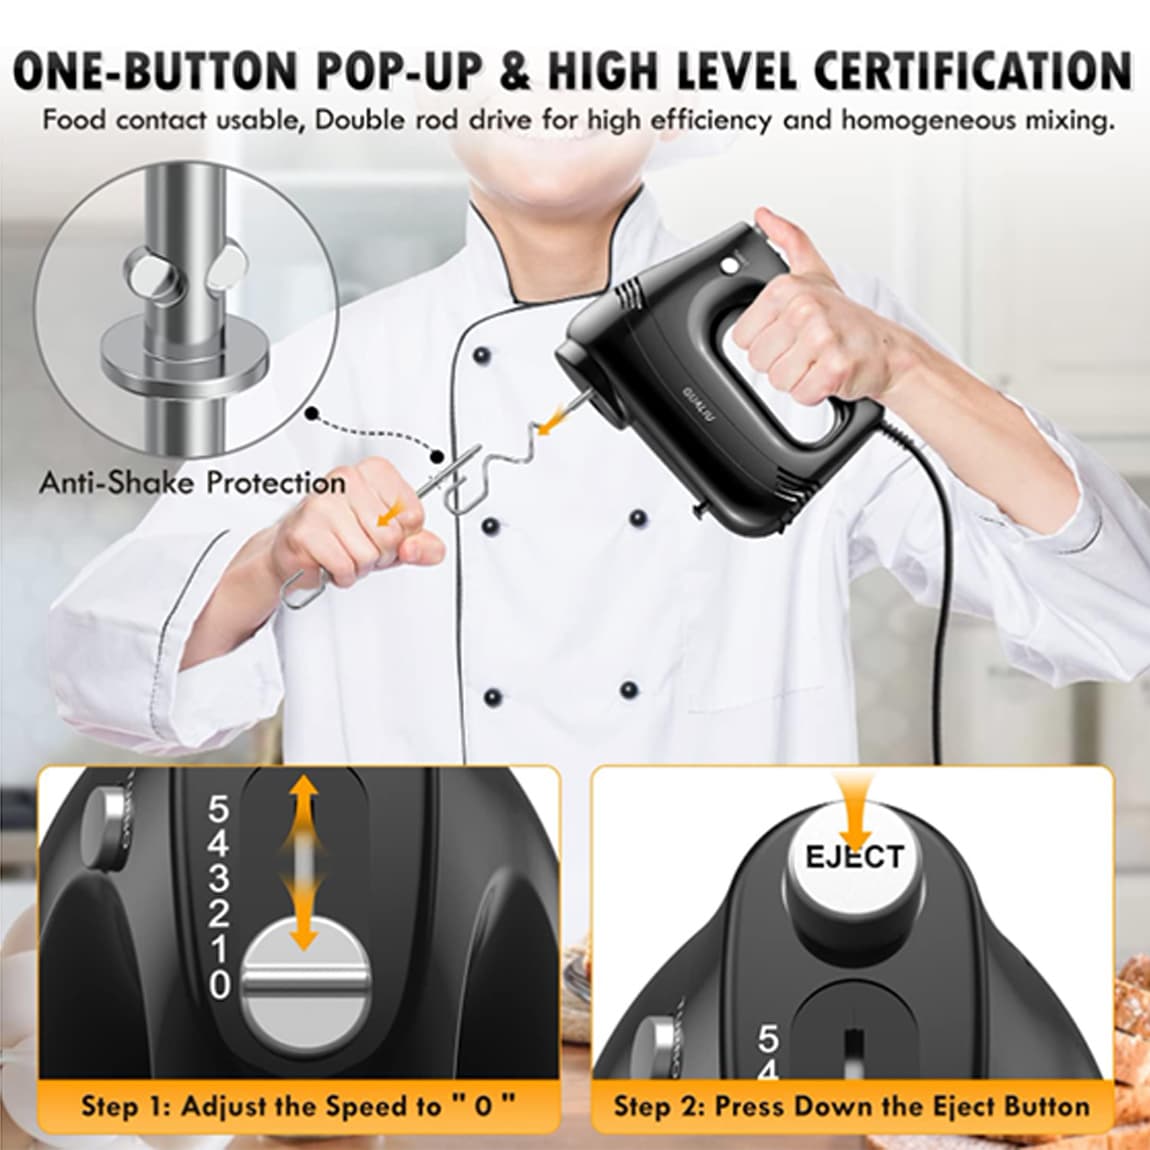 ONE-BUTTON POP-UP & HIGH LEVEL CERTIFICATION
Food contact usable, Double rod drive for high efficiency and homogeneous mixing.
Anti-Shake Protection
5
4
3
2
1
0
EJECT
5
4
Step 1: Adjust the Speed to " 0 "
Step 2: Press Down the Eject Button